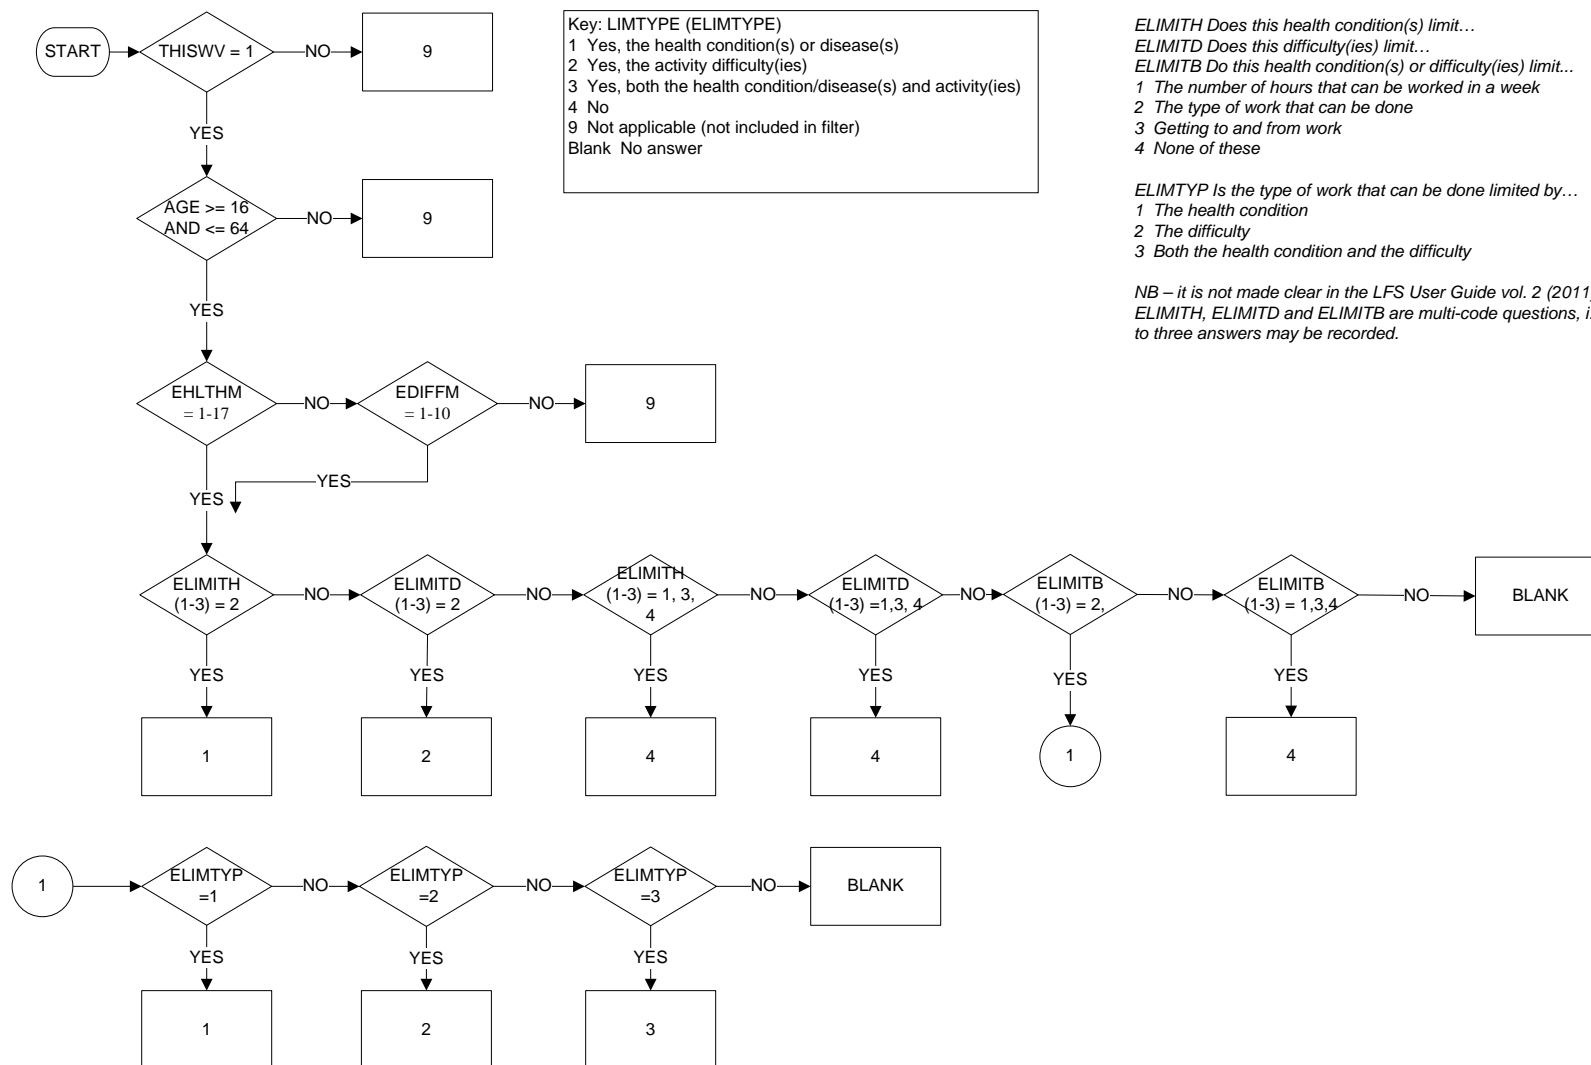 START
THISWV = 1
NO
9
YES
Key: LIMTYPE (ELIMTYPE)
1 Yes, the health condition(s) or disease(s)
2 Yes, the activity difficulty(ies)
3 Yes, both the health condition/disease(s) and activity(ies)
4 No
9 Not applicable (not included in filter)
Blank No answer
ELIMITH Does this health condition(s) limit…
ELIMITD Does this difficulty(ies) limit…
ELIMITB Do this health condition(s) or difficulty(ies) limit...
1 The number of hours that can be worked in a week
2 The type of work that can be done
3 Getting to and from work
4 None of these
ELIMTYP Is the type of work that can be done limited by…
1 The health condition
2 The difficulty
3 Both the health condition and the difficulty
NB – it is not made clear in the LFS User Guide vol. 2 (2011
ELIMITH, ELIMITD and ELIMITB are multi-code questions, i.
to three answers may be recorded.
AGE >= 16
AND <= 64
NO
9
YES
EHLTHM
= 1-17
NO
EDIFFM
= 1-10
NO
9
YES
YES
ELIMITH
(1-3) = 2
NO
ELIMITD
(1-3) = 2
NO
ELIMITH
(1-3) = 1, 3,
4
NO
ELIMITD
(1-3) =1,3, 4
NO
ELIMITB
(1-3) = 2,
NO
ELIMITB
(1-3) = 1,3,4
NO
BLANK
YES
YES
YES
YES
YES
YES
1
2
4
4
1
4
1
ELIMTYP
=1
NO
ELIMTYP
=2
NO
ELIMTYP
=3
NO
BLANK
YES
YES
YES
1
2
3